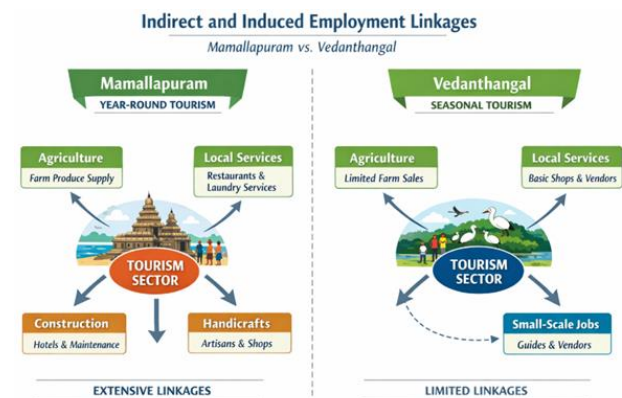 Indirect and Induced Employment Linkages
Mamallapuram vs. Vedanthangal
Mamallapuram
YEAR-ROUND TOURISM
Agriculture
Farm Produce Supply
Local Services
Restaurants &
Laundry Services
TOURISM
SECTOR
Construction
Hotels & Maintenance
Handicrafts
Artisans & Shops
EXTENSIVE LINKAGES
Vedanthangal
SEASONAL TOURISM
Agriculture
Limited Farm Sales
Local Services
Basic Shops & Vendors
TOURISM
SECTOR
Small-Scale Jobs
Guides & Vendors
LIMITED LINKAGES